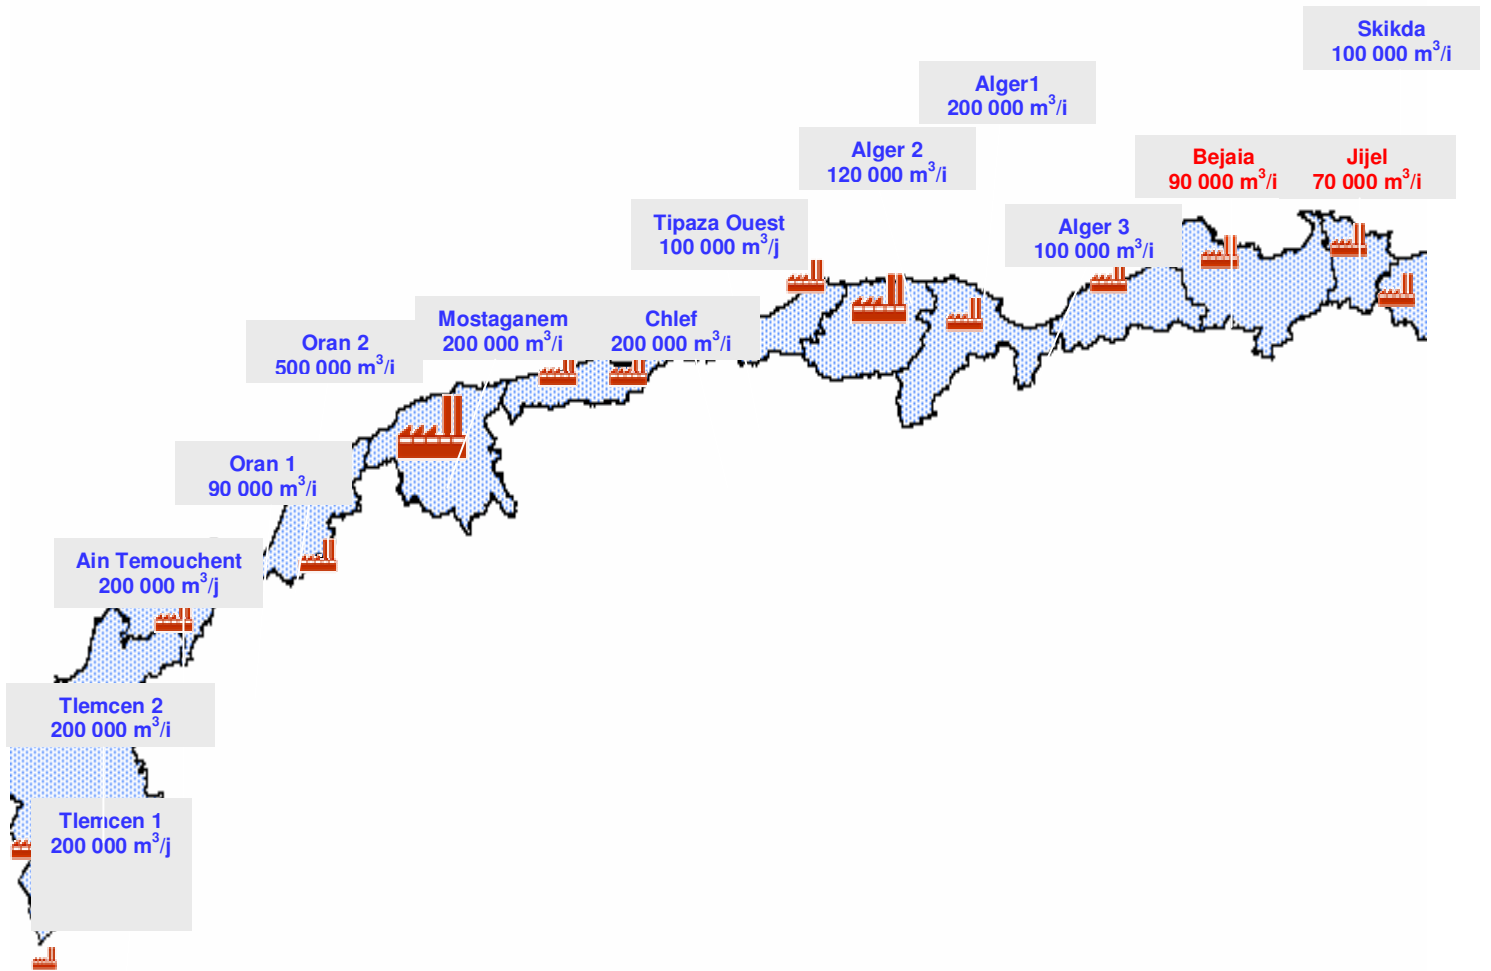 Skikda
100 000 m³/i
Alger1
200 000 m³/i
Alger 2
120 000 m³/i
Bejaia
90 000 m³/i
Jijel
70 000 m³/i
Tipaza Ouest
100 000 m³/j
Alger 3
100 000 m³/i
Mostaganem
200 000 m³/i
Chlef
200 000 m³/i
Oran 2
500 000 m³/i
Oran 1
90 000 m³/i
Ain Temouchent
200 000 m³/j
Tlemcen 2
200 000 m³/i
Tlemcen 1
200 000 m³/j